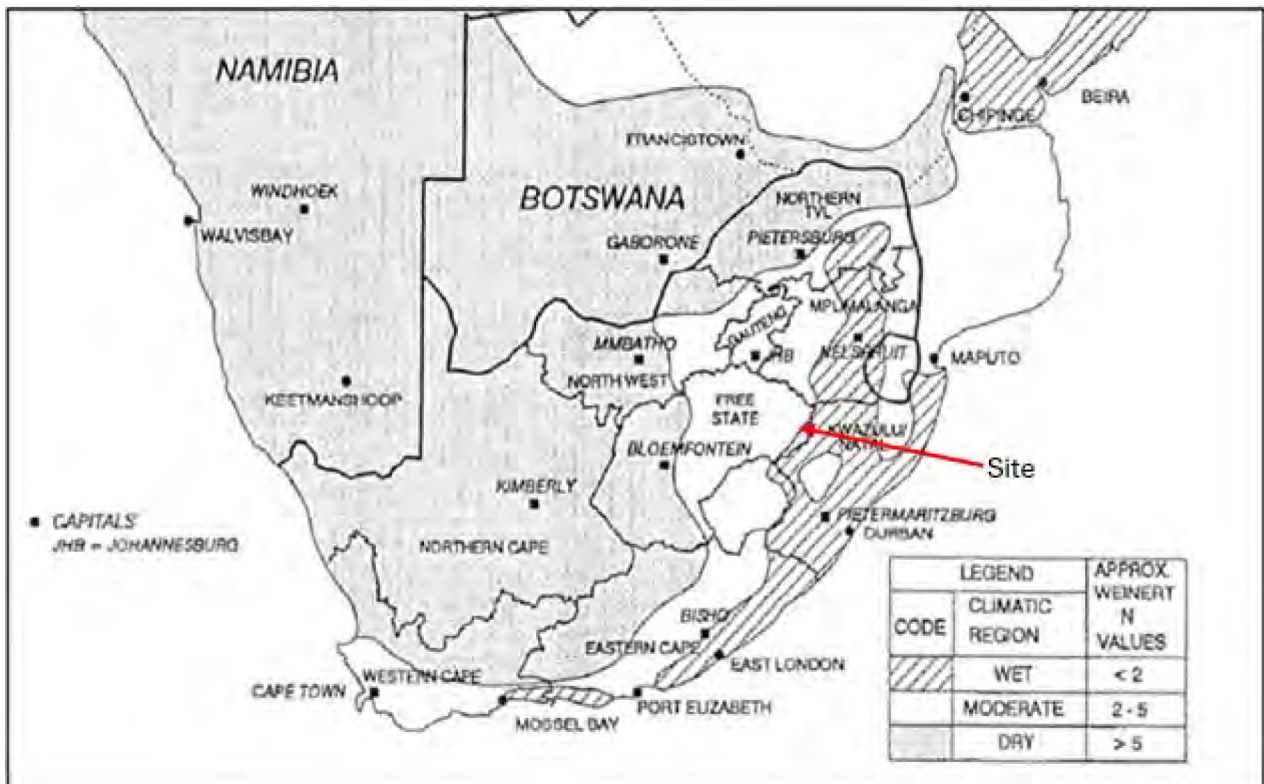 NAMIBIA
BEIRA
CHIPINGE
FRANCISTOWN
WINDHOEK
BOTSWANA
NORTHERN
TVL
WALVISBAY
GABORONE
PIETERSBURG
MPUMALANGA
GAUTENG
MMBATHO
JRB
NELSPRUIT
MAPUTO
NORTH WEST
KEETMANSHOOP
FREE
STATE
KWAZULU/
NATAL
BLOEMFONTEIN
Site
KIMBERLY
CAPITALS
JHB = JOHANNESBURG
PIETERMARITZBURG
DURBAN
NORTHERN CAPE
LEGEND
APPROX.
WEINERT
N
VALUES
CODE
CLIMATIC
REGION
BISHO
EASTERN CAPE
EAST LONDON
WET
< 2
WESTERN CAPE
CAPE TOWN
PORT ELIZABETH
MODERATE
2 - 5
MOSSEL BAY
DRY
> 5